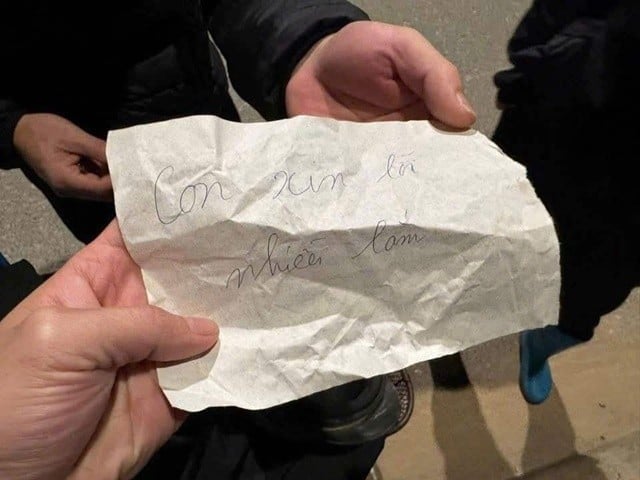 Con xin lỗi
nhiều lắm